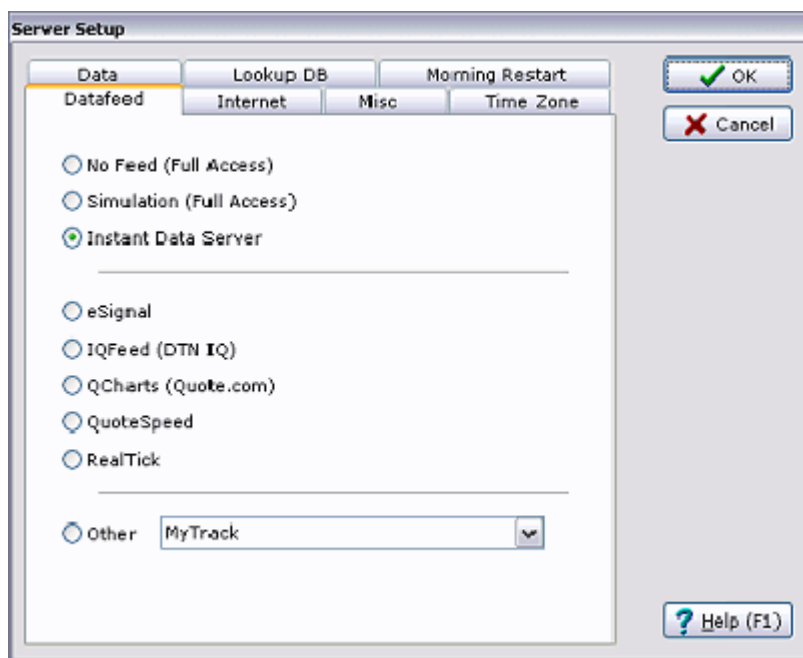 Server Setup
Data
Lookup DB
Morning Restart
Datafeed
Internet
Misc
Time Zone
OK
Cancel
No Feed (Full Access)
Simulation (Full Access)
Instant Data Server
eSignal
IQFeed (DTN IQ)
QCharts (Quote.com)
QuoteSpeed
RealTick
Other
MyTrack
Help (F1)